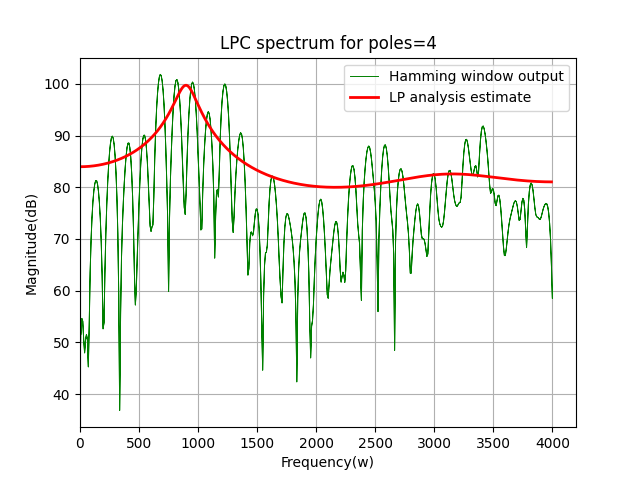 LPC spectrum for poles=4
Hamming window output
LP analysis estimate
Magnitude(dB)
100
90
80
70
60
50
40
0 500 1000 1500 2000 2500 3000 3500 4000
Frequency(w)